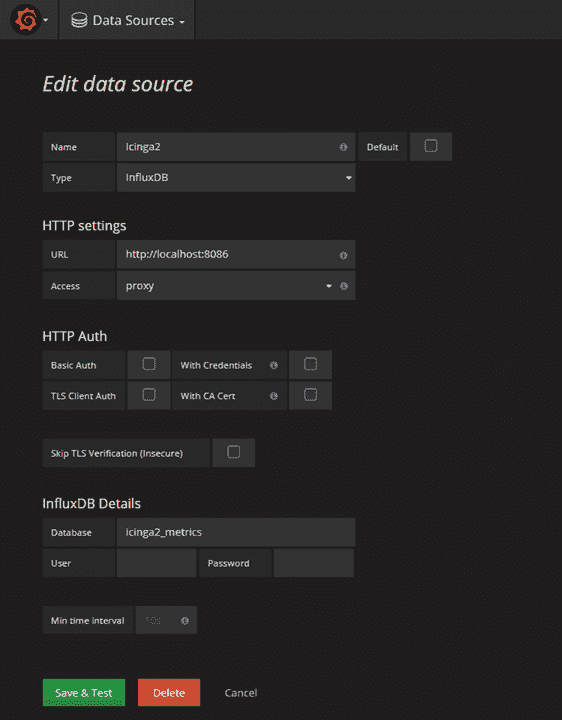 Data Sources
Edit data source
Name Icinga2 Default
Type InfluxDB
HTTP settings
URL http://localhost:8086
Access proxy
HTTP Auth
Basic Auth With Credentials
TLS Client Auth With CA Cert
Skip TLS Verification (Insecure)
InfluxDB Details
Database Icinga2_metrics
User Password
Min time interval 10s
Save & Test Delete Cancel